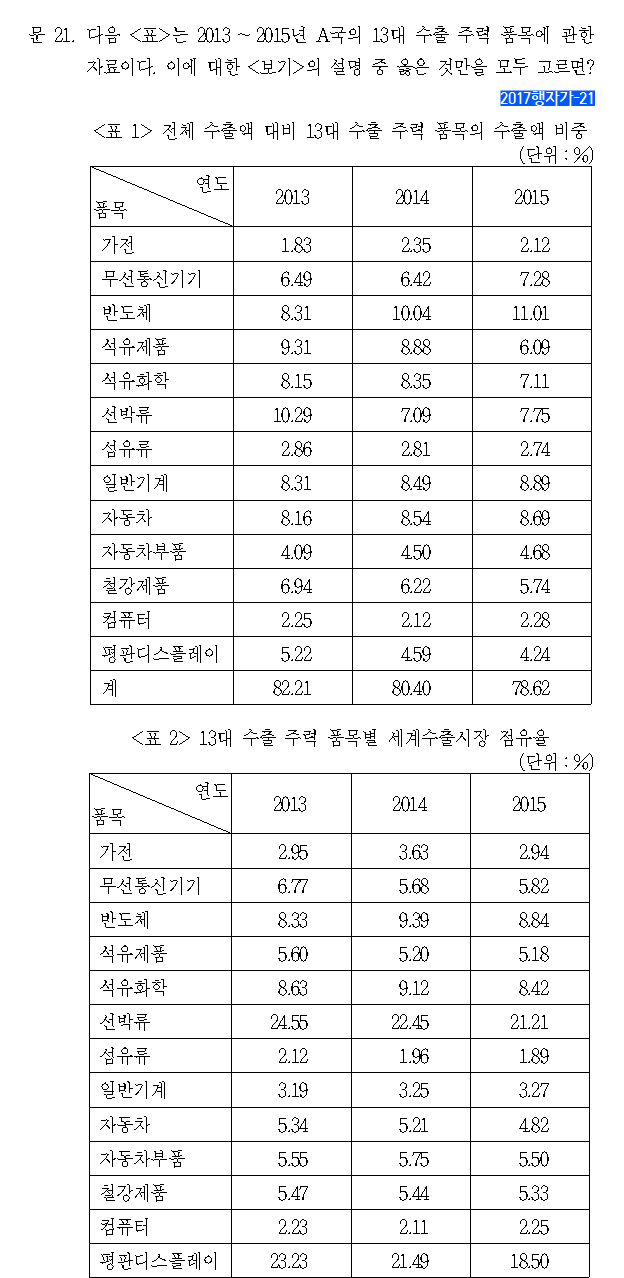 문 21. 다음 <표>는 2013 ~ 2015년 A국의 13대 수출 주력 품목에 관한
자료이다. 이에 대한 <보기>의 설명 중 옳은 것만을 모두 고르면?
2017행자가-21
<표 1> 전체 수출액 대비 13대 수출 주력 품목의 수출액 비중
(단위 : %)
연도
품목 2013 2014 2015
가전 1.83 2.35 2.12
무선통신기기 6.49 6.42 7.28
반도체 8.31 10.04 11.01
석유제품 9.31 8.88 6.09
석유화학 8.15 8.35 7.11
선박류 10.29 7.09 7.75
섬유류 2.86 2.81 2.74
일반기계 8.31 8.49 8.89
자동차 8.16 8.54 8.69
자동차부품 4.09 4.50 4.68
철강제품 6.94 6.22 5.74
컴퓨터 2.25 2.12 2.28
평판디스플레이 5.22 4.59 4.24
계 82.21 80.40 78.62
<표 2> 13대 수출 주력 품목별 세계수출시장 점유율
(단위 : %)
연도
품목 2013 2014 2015
가전 2.95 3.63 2.94
무선통신기기 6.77 5.68 5.82
반도체 8.33 9.39 8.84
석유제품 5.60 5.20 5.18
석유화학 8.63 9.12 8.42
선박류 24.55 22.45 21.21
섬유류 2.12 1.96 1.89
일반기계 3.19 3.25 3.27
자동차 5.34 5.21 4.82
자동차부품 5.55 5.75 5.50
철강제품 5.47 5.44 5.33
컴퓨터 2.23 2.11 2.25
평판디스플레이 23.23 21.49 18.50